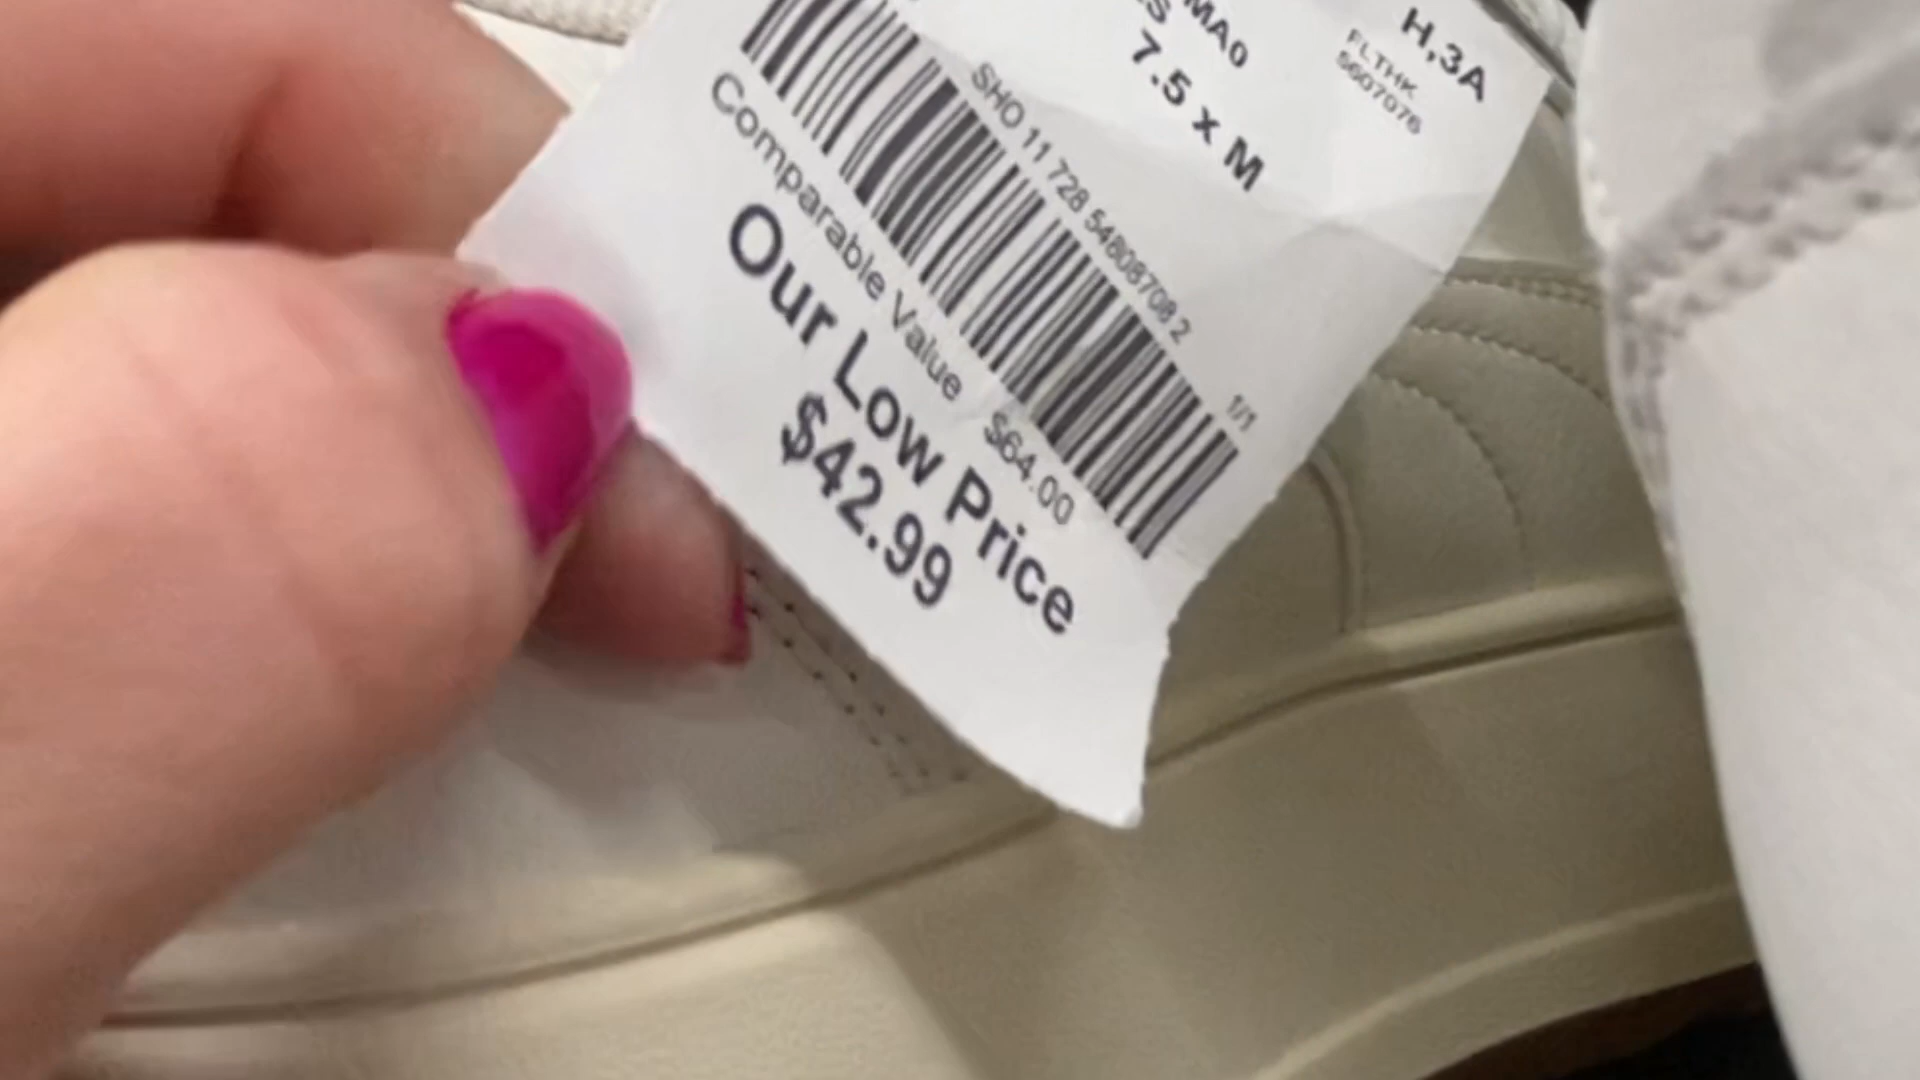 MA0
7.5 x M
H,3A
FLTHK
5607076
SHO 11 728 54808708 2
1/1
Comparable Value $64.00
Our Low Price
$42.99